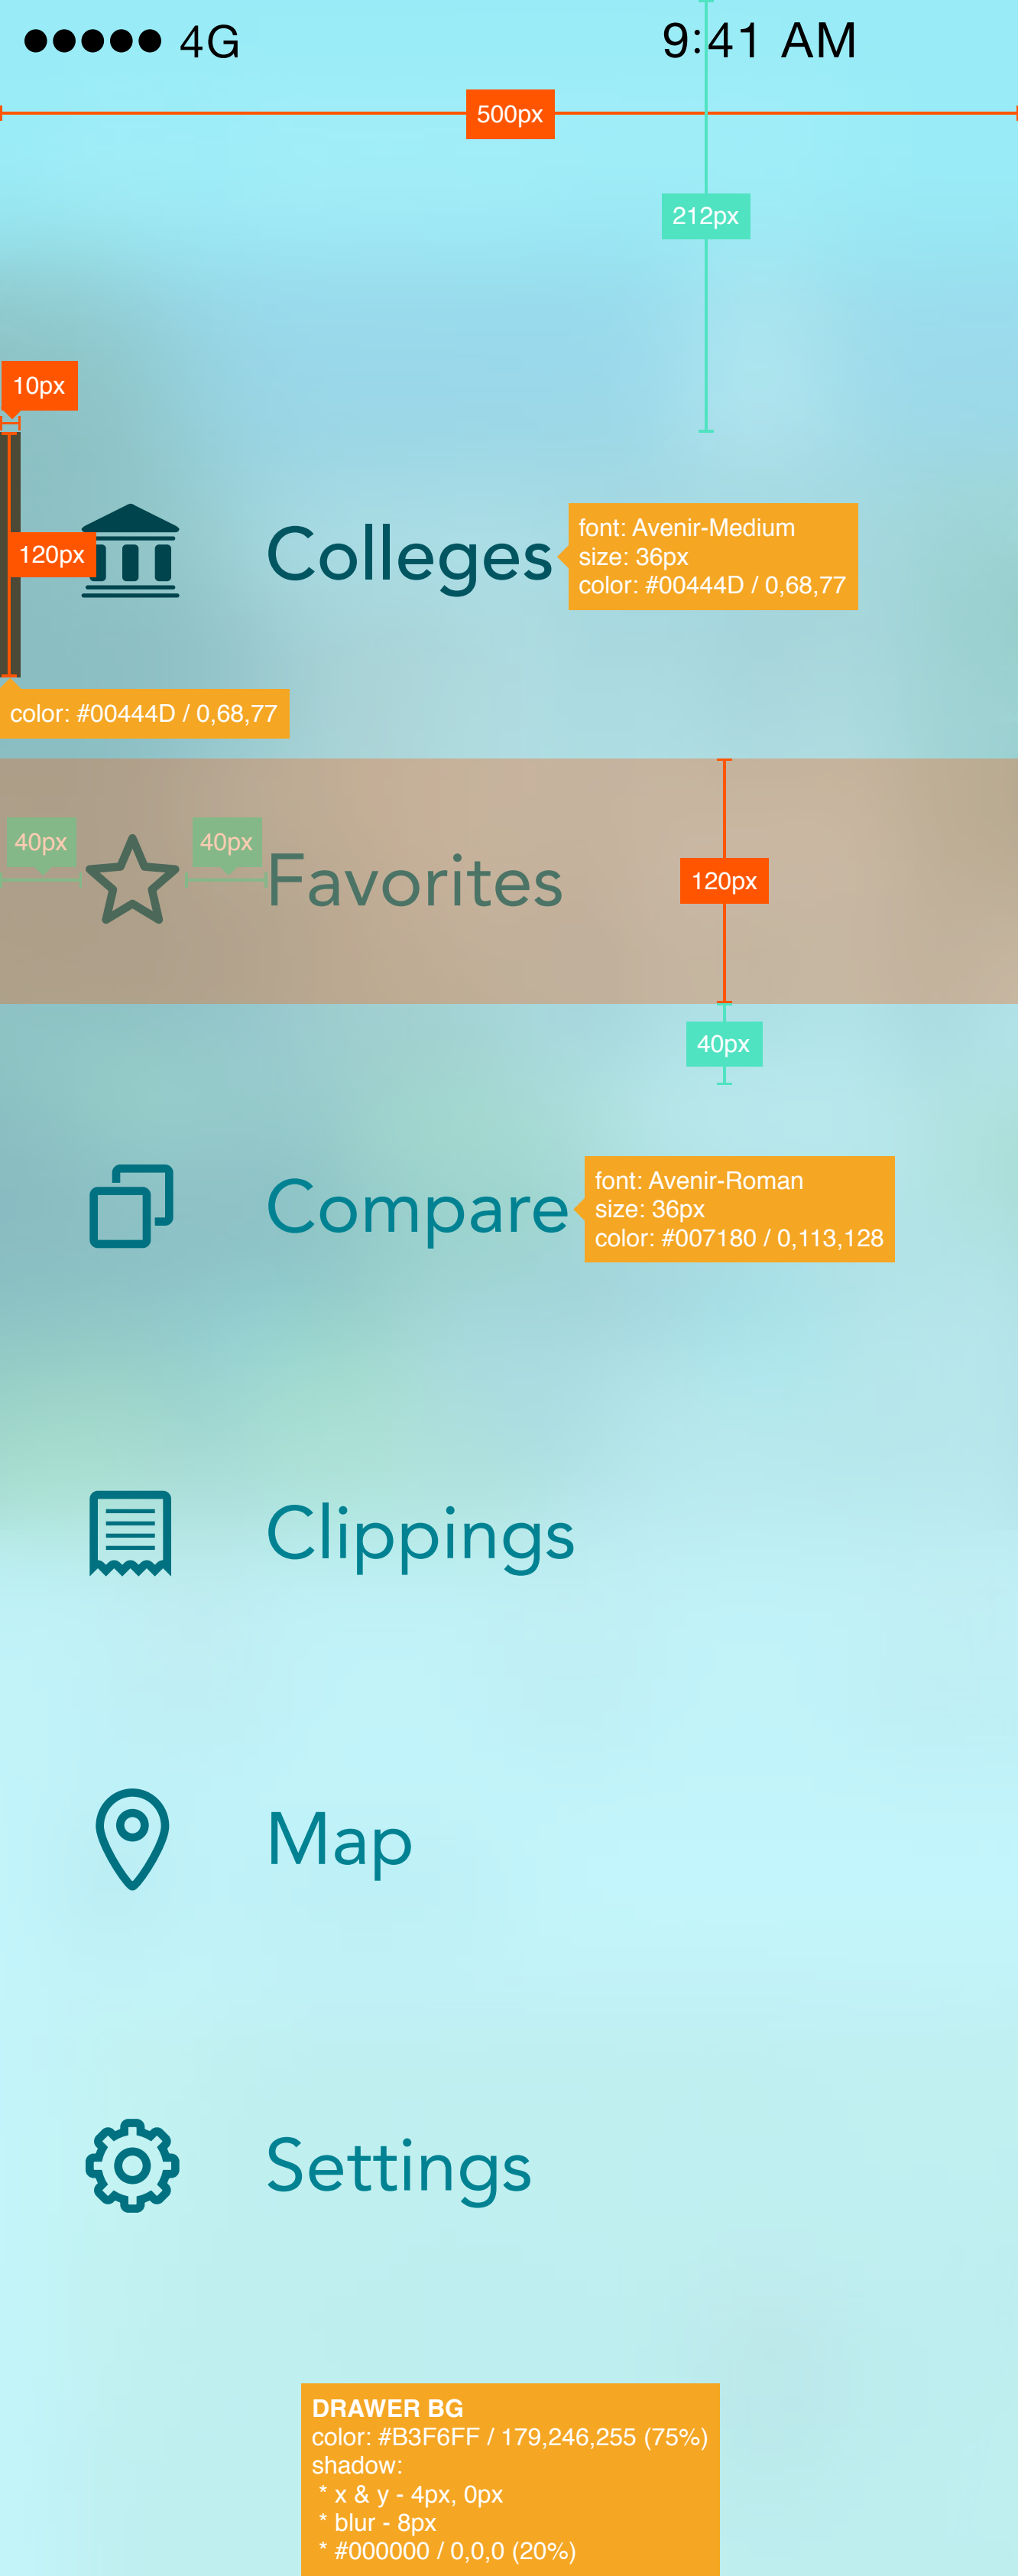 ●●●●● 4G 9:41 AM
500px
212px
10px
120px
Colleges
font: Avenir-Medium
size: 36px
color: #00444D / 0,68,77
color: #00444D / 0,68,77
40px
40px
Favorites
120px
40px
Compare
font: Avenir-Roman
size: 36px
color: #007180 / 0,113,128
Clippings
Map
Settings
DRAWER BG
color: #B3F6FF / 179,246,255 (75%)
shadow:
* x & y - 4px, 0px
* blur - 8px
* #000000 / 0,0,0 (20%)